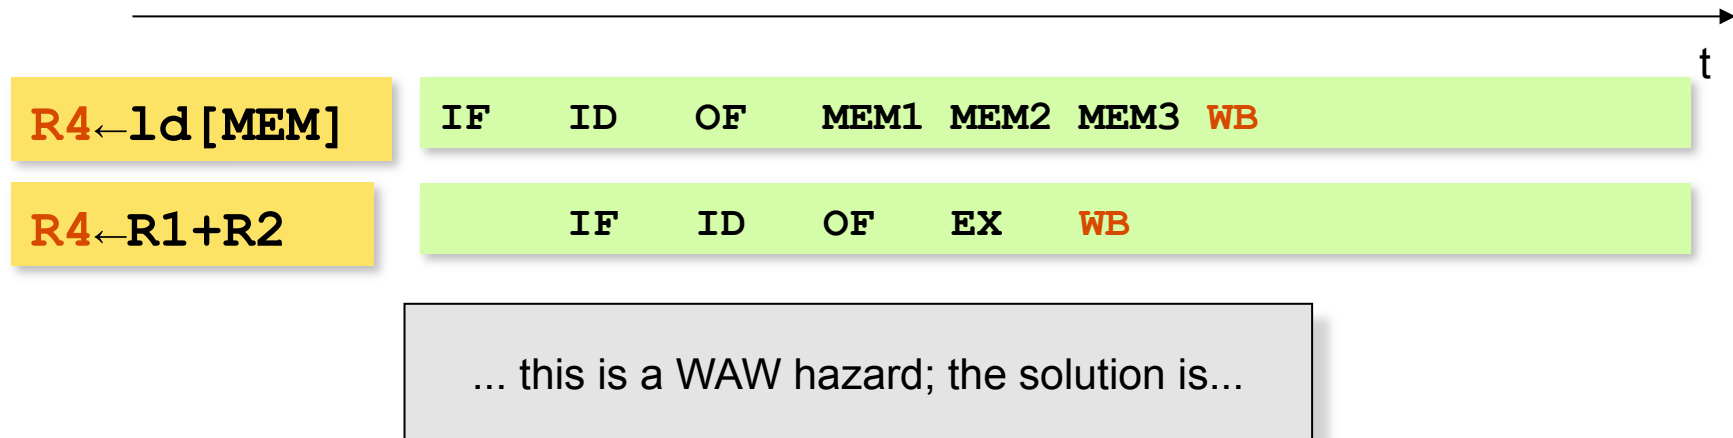 t
R4←ld[MEM] IF ID OF MEM1 MEM2 MEM3 WB
R4←R1+R2 IF ID OF EX WB
... this is a WAW hazard; the solution is...